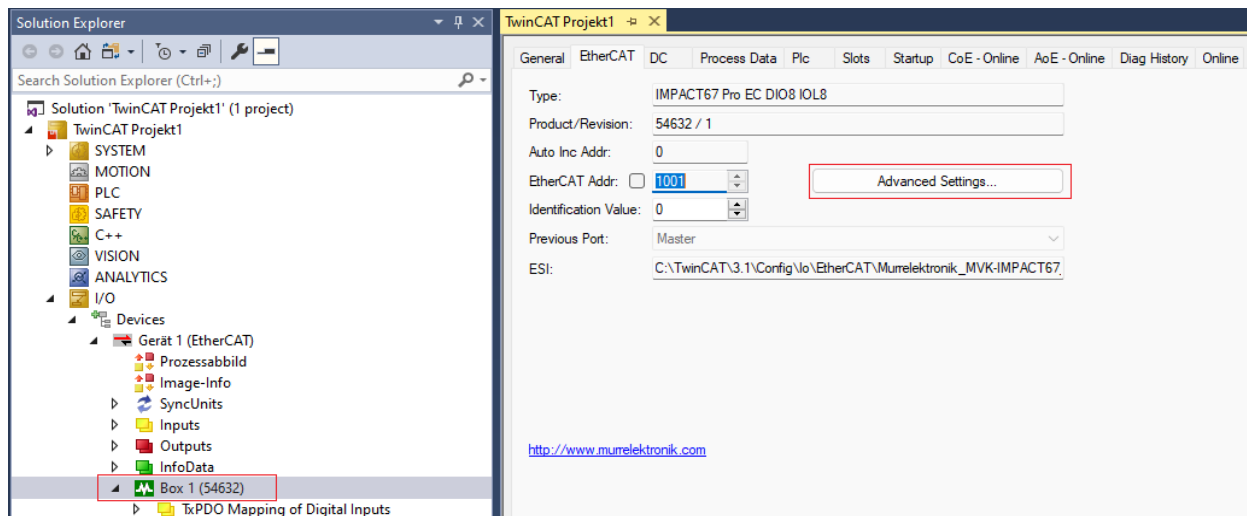 Solution Explorer
Search Solution Explorer (Ctrl+;)
Solution 'TwinCAT Projekt1' (1 project)
TwinCAT Projekt1
SYSTEM
MOTION
PLC
SAFETY
C++
VISION
ANALYTICS
I/O
Devices
Gerät 1 (EtherCAT)
Prozessabbild
Image-Info
SyncUnits
Inputs
Outputs
InfoData
Box 1 (54632)
TxPDO Mapping of Digital Inputs
TwinCAT Projekt1
General EtherCAT DC Process Data Plc Slots Startup CoE - Online AoE - Online Diag History Online
Type: IMPACT67 Pro EC DIO8 IOL8
Product/Revision: 54632 / 1
Auto Inc Addr: 0
EtherCAT Addr: 1001 Advanced Settings...
Identification Value: 0
Previous Port: Master
ESI: C:\TwinCAT\3.1\Config\Io\EtherCAT\Murrelektronik_MVK-IMPACT67_
http://www.murrelektronik.com